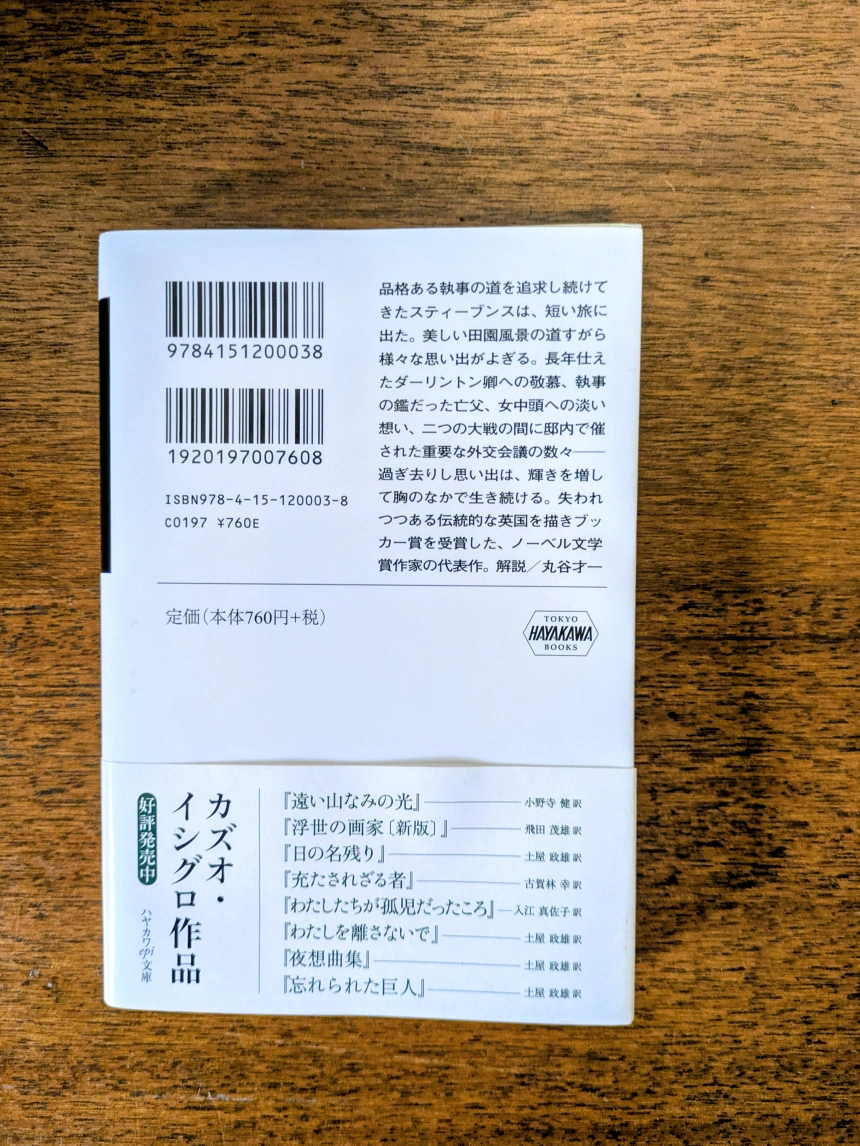 9784151200038
1920197007608
ISBN978-4-15-120003-8
C0197 ¥760E
品格ある執事の道を追求し続けて
きたスティーブンスは、短い旅に
出た。美しい田園風景の道すがら
様々な思い出がよぎる。長年仕え
たダーリントン卿への敬慕、執事
の鑑だった亡父、女中頭への淡い
想い、二つの大戦の間に邸内で催
された重要な外交会議の数々──
過ぎ去りし思い出は、輝きを増し
て胸のなかで生き続ける。失われ
つつある伝統的な英国を描きブッ
カー賞を受賞した、ノーベル文学
賞作家の代表作。解説／丸谷才一
定価(本体760円+税)
TOKYO
HAYAKAWA
BOOKS
カズオ・
イシグロ作品
好評発売中
ハヤカワepi文庫
『遠い山なみの光』──小野寺 健 訳
『浮世の画家〔新版〕』──飛田 茂雄 訳
『日の名残り』──土屋 政雄 訳
『充たされざる者』──古賀林 幸 訳
『わたしたちが孤児だったころ』─入江 真佐子 訳
『わたしを離さないで』──土屋 政雄 訳
『夜想曲集』──土屋 政雄 訳
『忘れられた巨人』──土屋 政雄 訳